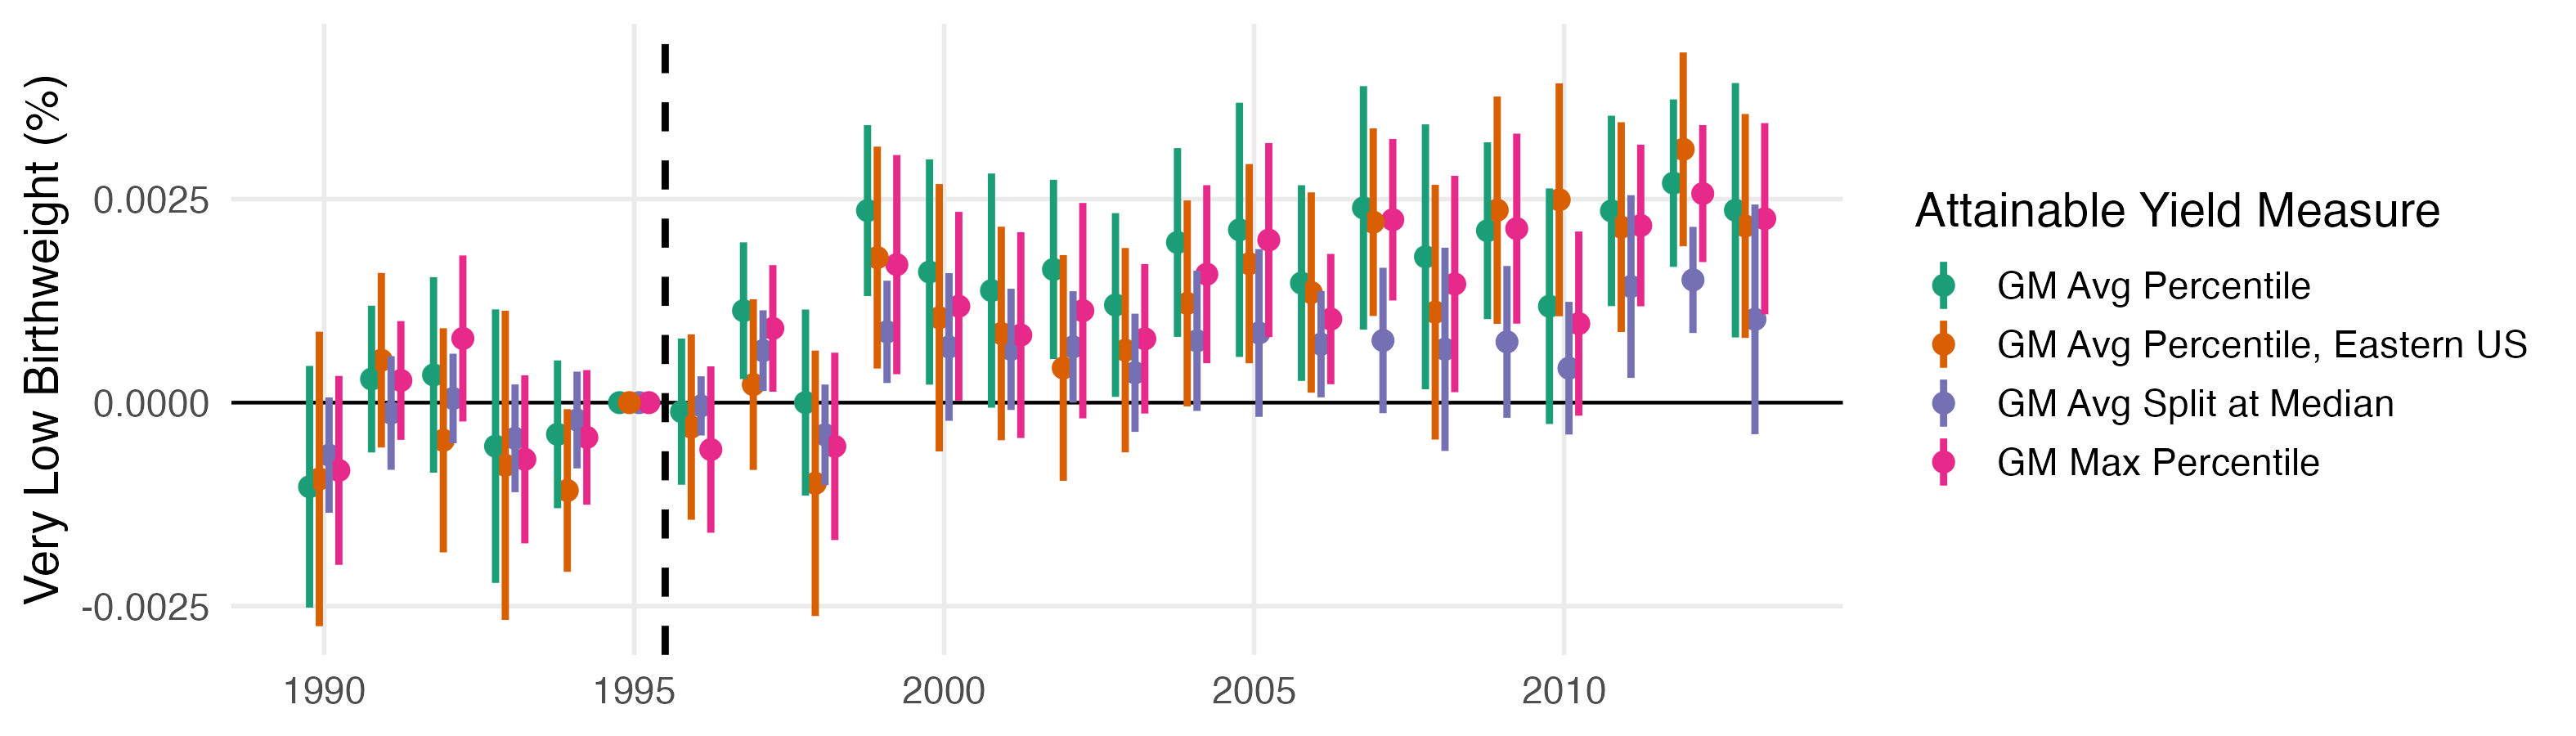 Very Low Birthweight (%)
0.0025
0.0000
-0.0025
1990
1995
2000
2005
2010
Attainable Yield Measure
GM Avg Percentile
GM Avg Percentile, Eastern US
GM Avg Split at Median
GM Max Percentile